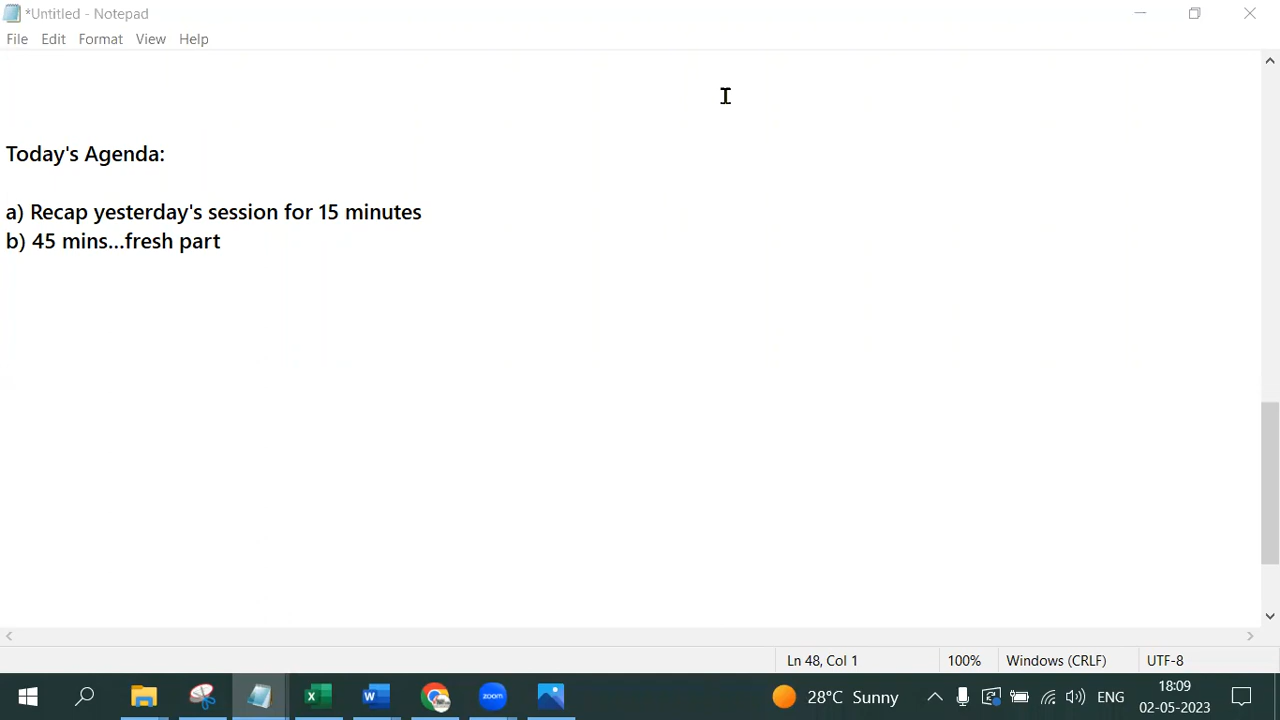 *Untitled - Notepad
File Edit Format View Help
Today's Agenda:
a) Recap yesterday's session for 15 minutes
b) 45 mins...fresh part
Ln 48, Col 1 100% Windows (CRLF) UTF-8
zoom 28°C Sunny ENG 18:09
02-05-2023